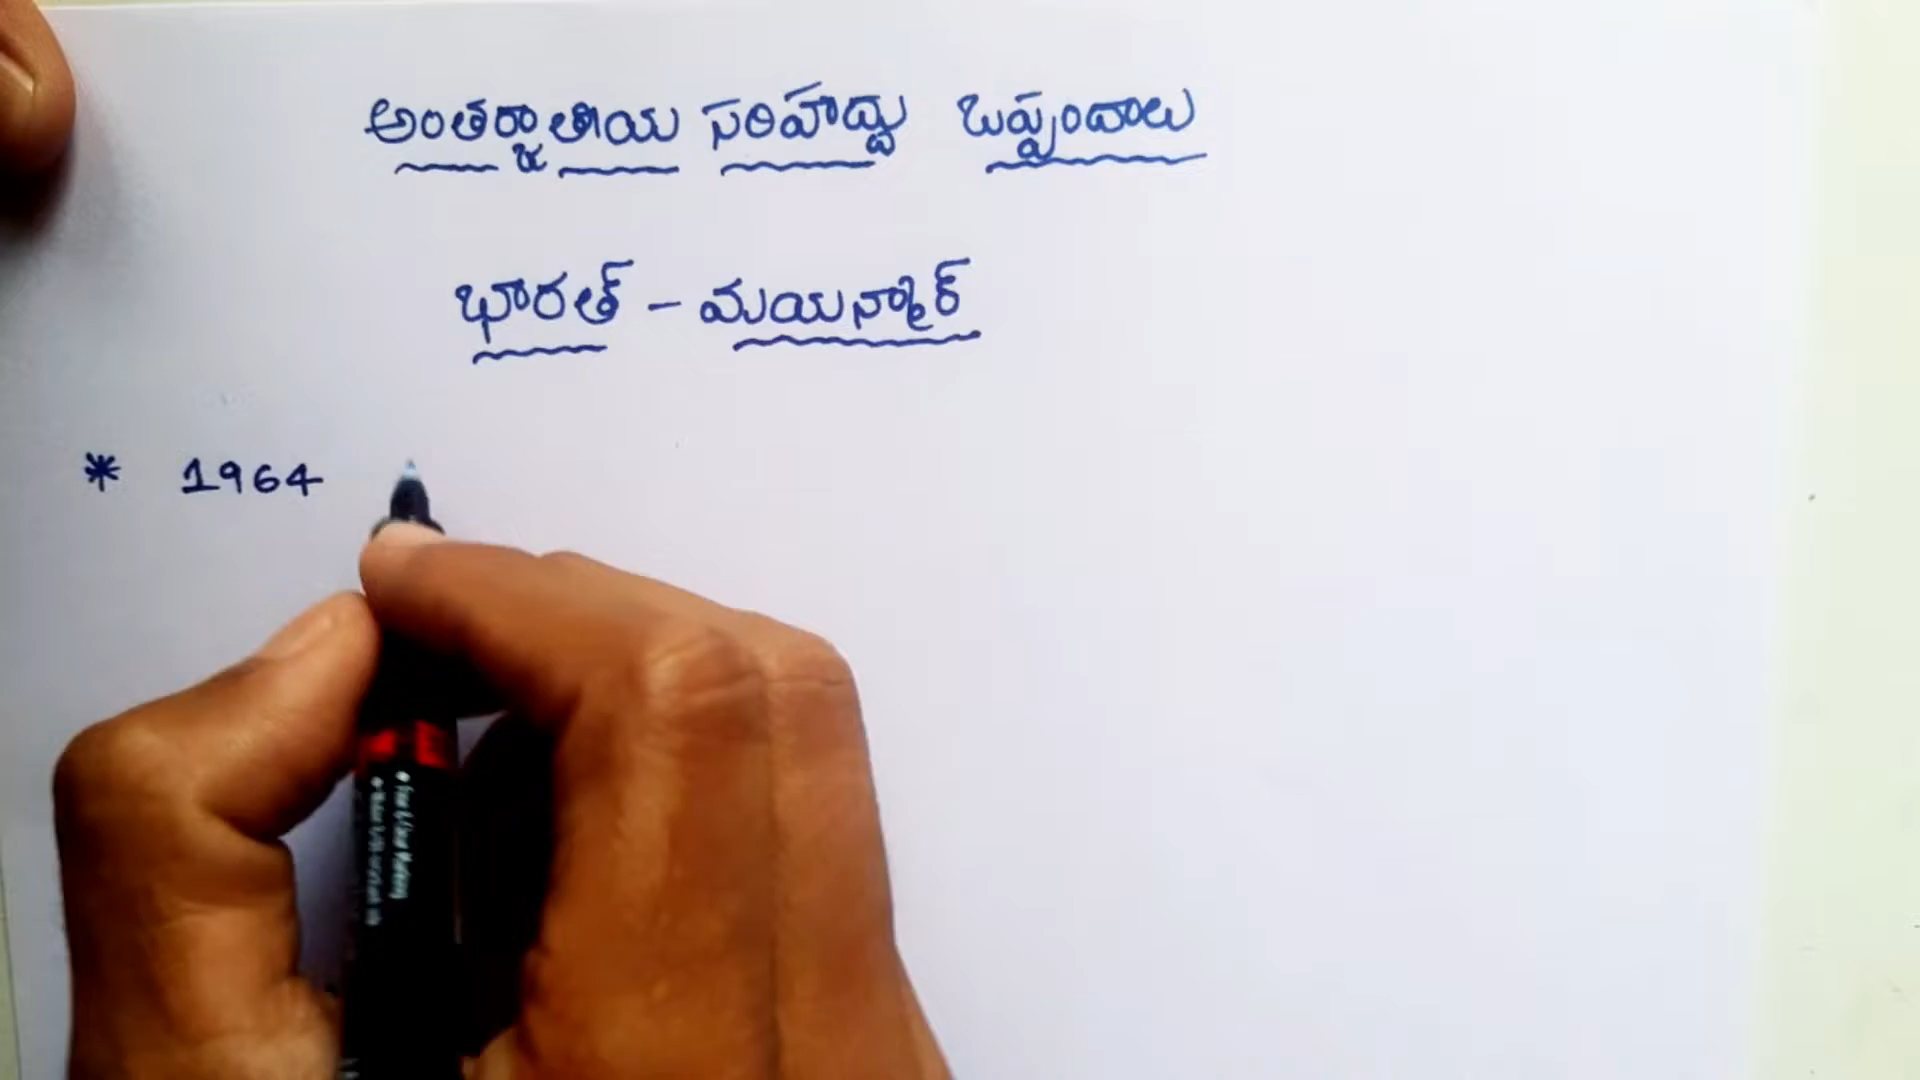 అంతర్జాతీయ సరిహద్దు ఒప్పందాలు
భారత్ - మయన్మార్
* 1964